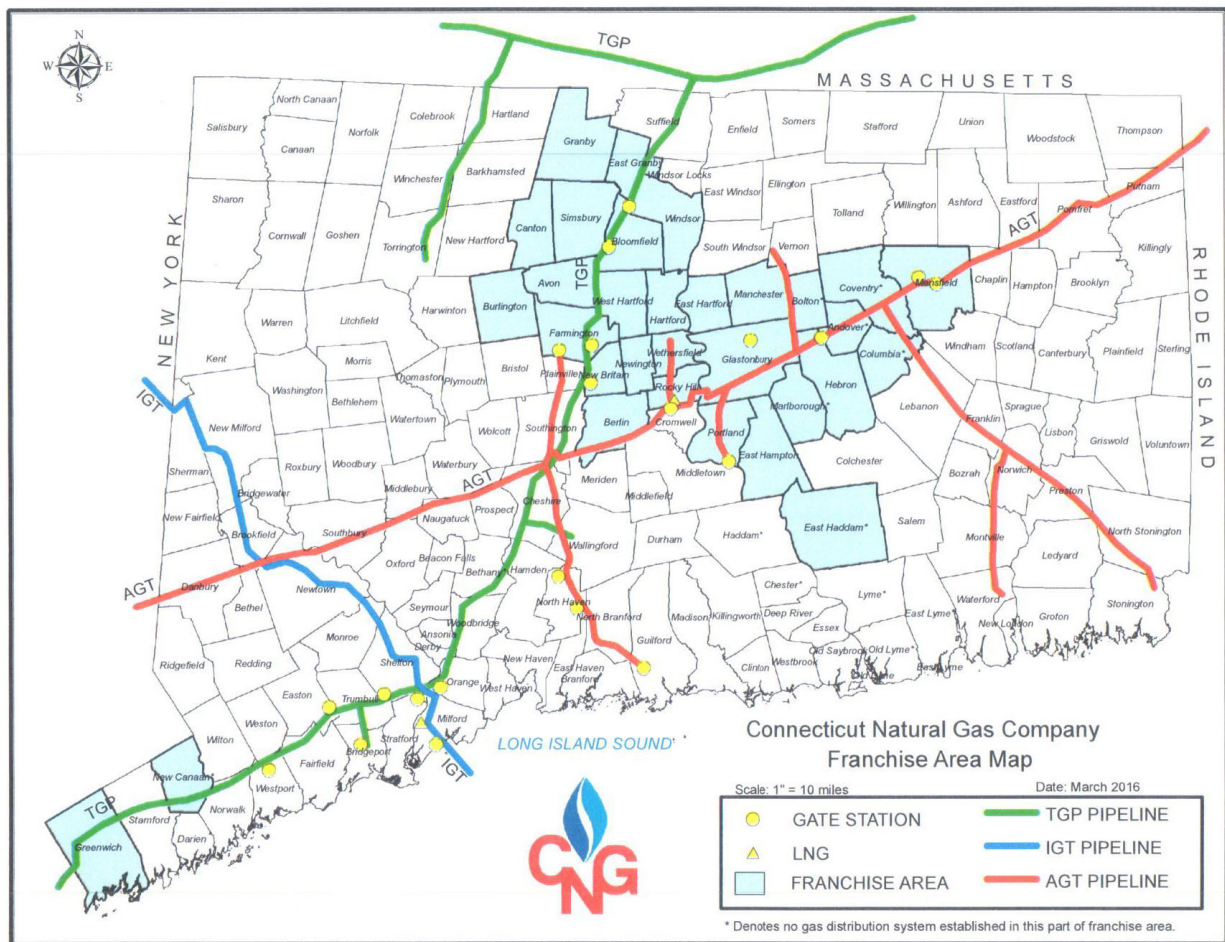 N
W E
S
TGP
MASSACHUSETTS
North Canaan
Colebrook
Hartland
Suffield
Enfield
Somers
Stafford
Union
Woodstock
Thompson
Salisbury
Norfolk
Granby
Canaan
East Granby
Windsor Locks
Winchester
Barkhamsted
East Windsor
Ellington
Putnam
Sharon
Willington
Ashford
Eastford
Pomfret
Simsbury
Windsor
Tolland
AGT
Cornwall
Goshen
Torrington
New Hartford
Canton
Bloomfield
South Windsor
Vernon
Killingly
NEW YORK
RHODE ISLAND
TGP
Avon
Coventry*
Mansfield
Chaplin
Hampton
Brooklyn
Burlington
West Hartford
East Hartford
Manchester
Bolton*
Harwinton
Litchfield
Warren
Hartford
Farmington
Andover*
Windham
Scotland
Canterbury
Plainfield
Sterling
Kent
Morris
Bristol
Plainville
New Britain
Newington
Wethersfield
Glastonbury
Columbia*
Thomaston
Plymouth
Washington
Bethlehem
Watertown
Rocky Hill
Hebron
Marlborough*
Lebanon
Sprague
IGT
Franklin
Lisbon
Griswold
Voluntown
New Milford
Wolcott
Southington
Berlin
Cromwell
Portland
East Hampton
Colchester
Bozrah
Norwich
Sherman
Roxbury
Woodbury
Waterbury
Middlebury
AGT
Meriden
Middletown
Middlefield
Preston
Bridgewater
Naugatuck
Prospect
Cheshire
New Fairfield
Southbury
East Haddam*
Salem
North Stonington
Brookfield
Oxford
Beacon Falls
Bethany*
Hamden
Wallingford
Durham
Haddam*
Montville
Ledyard
AGT
Danbury
Newtown
Chester*
Lyme*
Bethel
Seymour
Woodbridge
North Haven
North Branford
Guilford
Madison
Killingworth
Deep River
East Lyme*
Waterford
New London
Groton
Stonington
Monroe
Ansonia
Derby
Essex
Ridgefield
Redding
Shelton
New Haven
East Haven
Branford
Clinton
Westbrook
Old Saybrook
Old Lyme*
Easton
Trumbull
Orange
West Haven
Weston
Milford
Stratford
Wilton
Bridgeport
Fairfield
LONG ISLAND SOUND
IGT
New Canaan*
Westport
TGP
Stamford
Norwalk
Darien
Greenwich
Connecticut Natural Gas Company
Franchise Area Map
Scale: 1" = 10 miles
Date: March 2016
GATE STATION
TGP PIPELINE
LNG
IGT PIPELINE
FRANCHISE AREA
AGT PIPELINE
CNG
* Denotes no gas distribution system established in this part of franchise area.